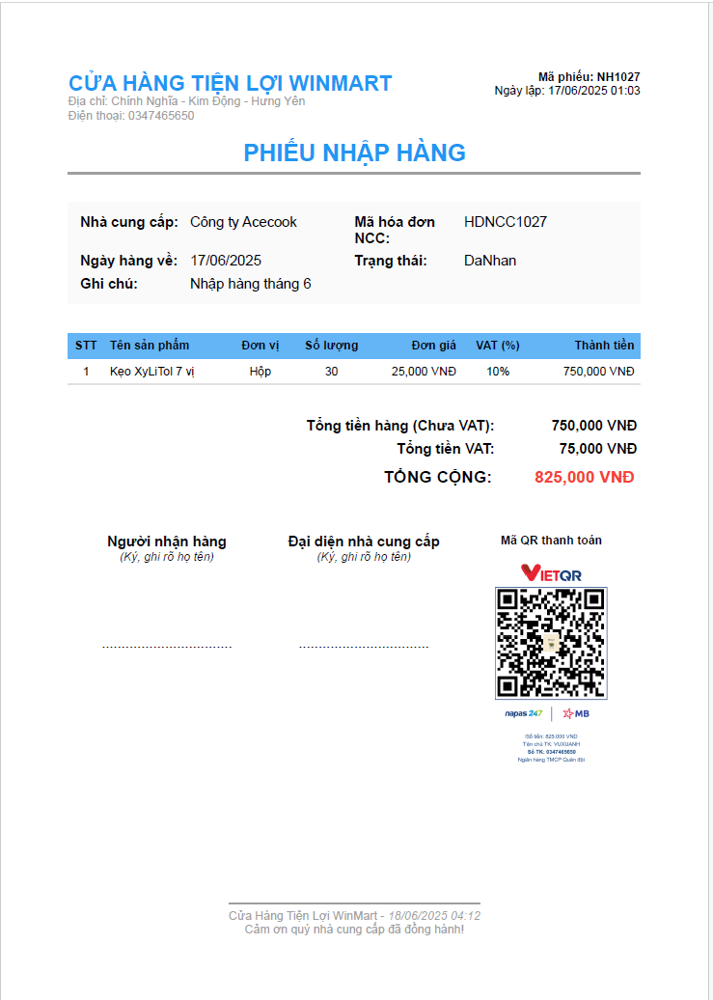 CỬA HÀNG TIỆN LỢI WINMART
Địa chỉ: Chính Nghĩa - Kim Động - Hưng Yên
Điện thoại: 0347465650
Mã phiếu: NH1027
Ngày lập: 17/06/2025 01:03
PHIẾU NHẬP HÀNG
Nhà cung cấp: Công ty Acecook Mã hóa đơn NCC: HDNCC1027
Ngày hàng về: 17/06/2025 Trạng thái: DaNhan
Ghi chú: Nhập hàng tháng 6
STT Tên sản phẩm Đơn vị Số lượng Đơn giá VAT (%) Thành tiền
1 Kẹo XyLiTol 7 vị Hộp 30 25,000 VNĐ 10% 750,000 VNĐ
Tổng tiền hàng (Chưa VAT): 750,000 VNĐ
Tổng tiền VAT: 75,000 VNĐ
TỔNG CỘNG: 825,000 VNĐ
Người nhận hàng Đại diện nhà cung cấp Mã QR thanh toán
(Ký, ghi rõ họ tên) (Ký, ghi rõ họ tên)
VIETQR
................................. .................................
napas 247 | MB
Số tiền: 825.000 VND
Tên chủ TK: VUXUANH
Số TK: 0347465650
Ngân hàng TMCP Quân đội
Cửa Hàng Tiện Lợi WinMart - 18/06/2025 04:12
Cảm ơn quý nhà cung cấp đã đồng hành!